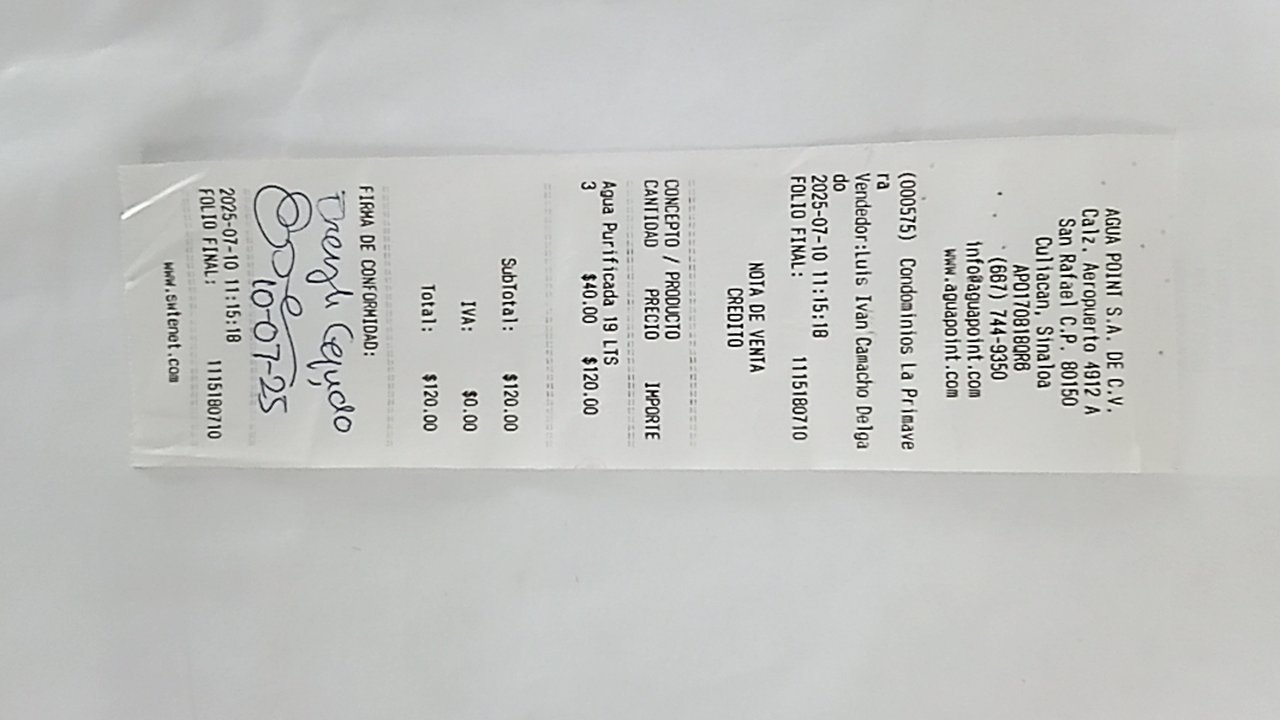 AGUA POINT S.A. DE C.V.
Calz. Aeropuerto 4912 A
San Rafael C.P. 80150
Culiacan, Sinaloa
APO170818QR6
(667) 744-9350
info@aguapoint.com
www.aguapoint.com
(000575) Condominios La Primave
ra
Vendedor:Luis Ivan Camacho Delga
do
2025-07-10 11:15:18
FOLIO FINAL: 1115180710
NOTA DE VENTA
CREDITO
CONCEPTO / PRODUCTO
CANTIDAD PRECIO IMPORTE
Agua Purificada 19 LTS
3 $40.00 $120.00
SubTotal: $120.00
IVA: $0.00
Total: $120.00
FIRMA DE CONFORMIDAD:
10-07-25
2025-07-10 11:15:18
FOLIO FINAL: 1115180710
www.swtenet.com